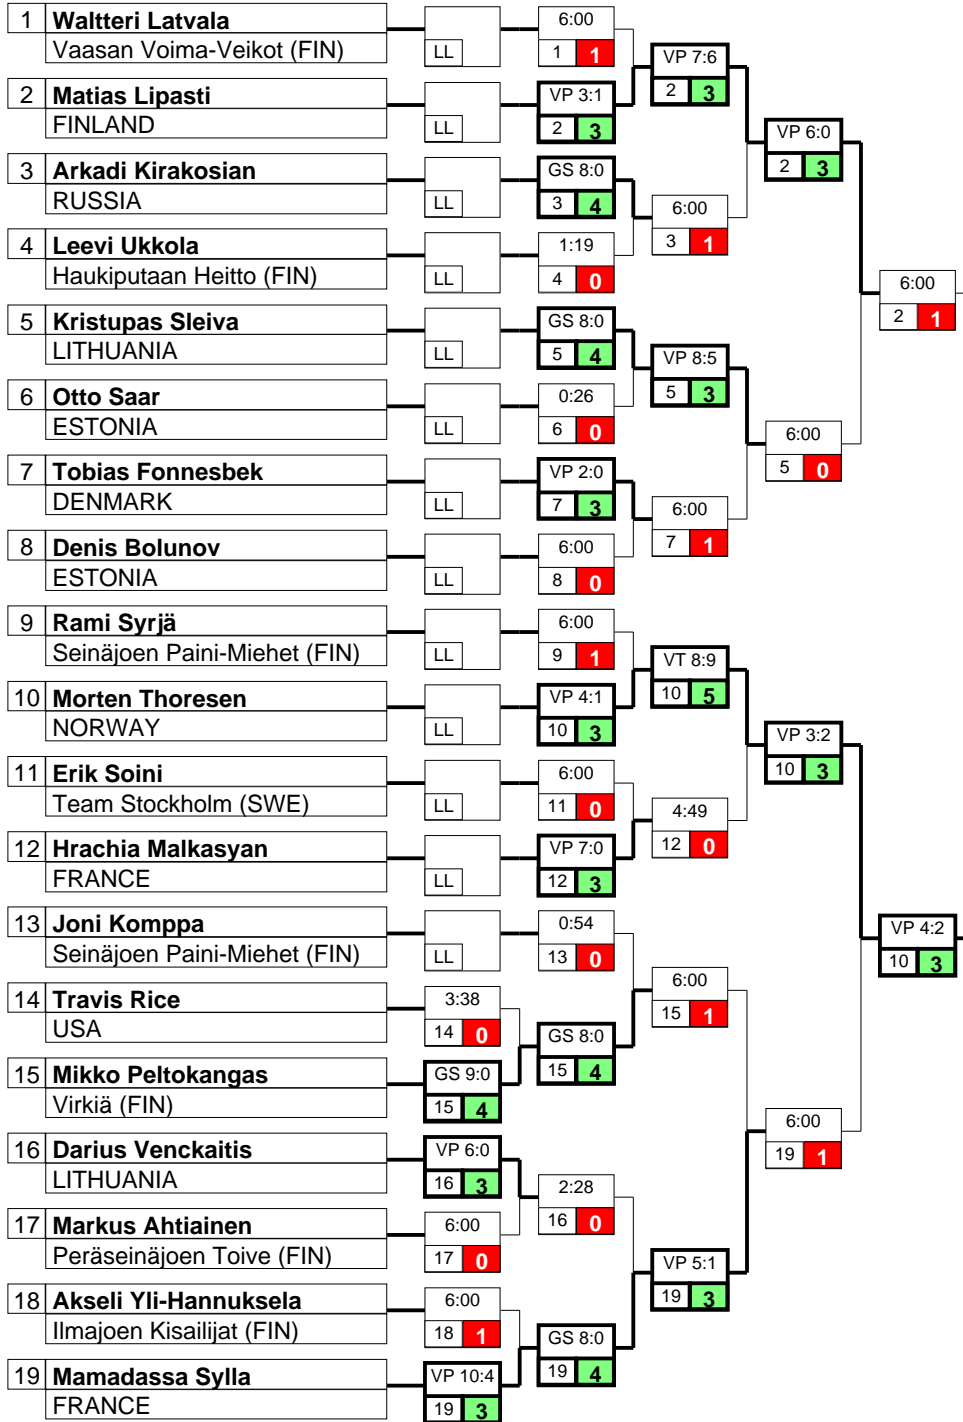 1 Waltteri Latvala
Vaasan Voima-Veikot (FIN)
LL
6:00
1 1
VP 7:6
2 3
2 Matias Lipasti
FINLAND
LL
VP 3:1
2 3
VP 6:0
2 3
3 Arkadi Kirakosian
RUSSIA
LL
GS 8:0
3 4
6:00
3 1
4 Leevi Ukkola
Haukiputaan Heitto (FIN)
LL
1:19
4 0
6:00
2 1
5 Kristupas Sleiva
LITHUANIA
LL
GS 8:0
5 4
VP 8:5
5 3
6 Otto Saar
ESTONIA
LL
0:26
6 0
6:00
5 0
7 Tobias Fonnesbek
DENMARK
LL
VP 2:0
7 3
6:00
7 1
8 Denis Bolunov
ESTONIA
LL
6:00
8 0
9 Rami Syrjä
Seinäjoen Paini-Miehet (FIN)
LL
6:00
9 1
VT 8:9
10 5
10 Morten Thoresen
NORWAY
LL
VP 4:1
10 3
VP 3:2
10 3
11 Erik Soini
Team Stockholm (SWE)
LL
6:00
11 0
4:49
12 0
12 Hrachia Malkasyan
FRANCE
LL
VP 7:0
12 3
13 Joni Komppa
Seinäjoen Paini-Miehet (FIN)
LL
0:54
13 0
VP 4:2
10 3
14 Travis Rice
USA
3:38
14 0
GS 8:0
15 4
6:00
15 1
15 Mikko Peltokangas
Virkiä (FIN)
GS 9:0
15 4
6:00
19 1
16 Darius Venckaitis
LITHUANIA
VP 6:0
16 3
2:28
16 0
17 Markus Ahtiainen
Peräseinäjoen Toive (FIN)
6:00
17 0
VP 5:1
19 3
18 Akseli Yli-Hannuksela
Ilmajoen Kisailijat (FIN)
6:00
18 1
GS 8:0
19 4
19 Mamadassa Sylla
FRANCE
VP 10:4
19 3